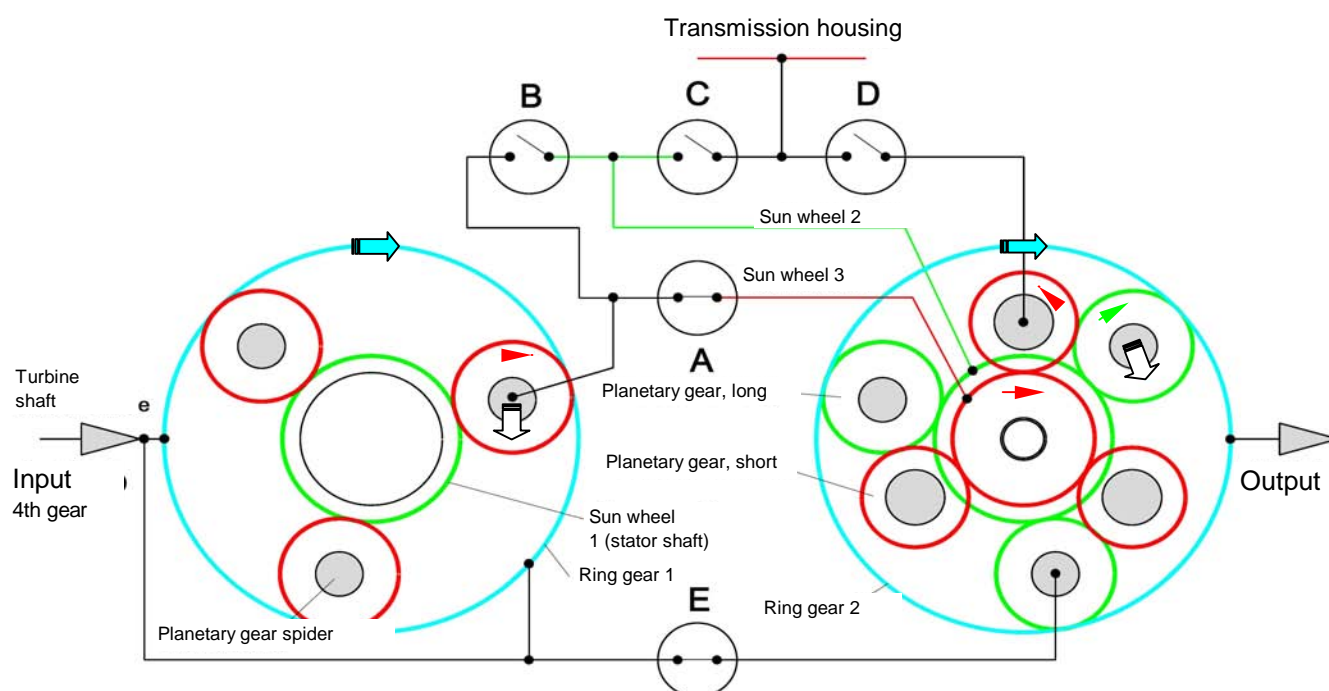 Transmission housing
B
C
D
Sun wheel 2
Sun wheel 3
A
Turbine
shaft
e
Input
4th gear
Planetary gear, long
Planetary gear, short
Output
Sun wheel
1 (stator shaft)
Ring gear 1
Planetary gear spider
E
Ring gear 2